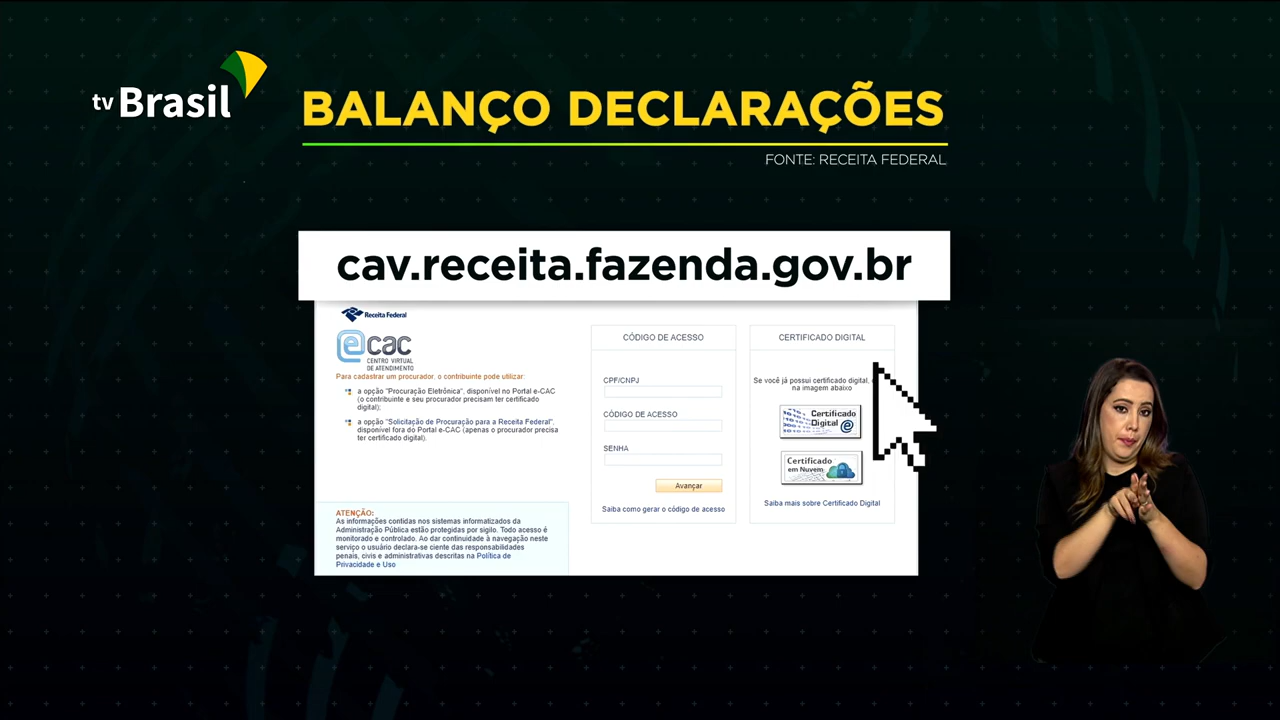 tv Brasil
BALANÇO DECLARAÇÕES
FONTE: RECEITA FEDERAL
cav.receita.fazenda.gov.br
Receita Federal
eCAC
CENTRO VIRTUAL
DE ATENDIMENTO
Para cadastrar um procurador, o contribuinte pode utilizar:
a opção "Procuração Eletrônica", disponível no Portal e-CAC
(o contribuinte e seu procurador precisam ter certificado
digital);
a opção "Solicitação de Procuração para a Receita Federal",
disponível fora do Portal e-CAC (apenas o procurador precisa
ter certificado digital).
ATENÇÃO:
As informações contidas nos sistemas informatizados da
Administração Pública estão protegidas por sigilo. Todo acesso é
monitorado e controlado. Ao dar continuidade à navegação neste
serviço o usuário declara-se ciente das responsabilidades
penais, civis e administrativas descritas na Política de
Privacidade e Uso
CÓDIGO DE ACESSO
CPF/CNPJ
CÓDIGO DE ACESSO
SENHA
Avançar
Saiba como gerar o código de acesso
CERTIFICADO DIGITAL
Se você já possui certificado digital,
na imagem abaixo
Certificado
Digital
Certificado
em Nuvem
Saiba mais sobre Certificado Digital